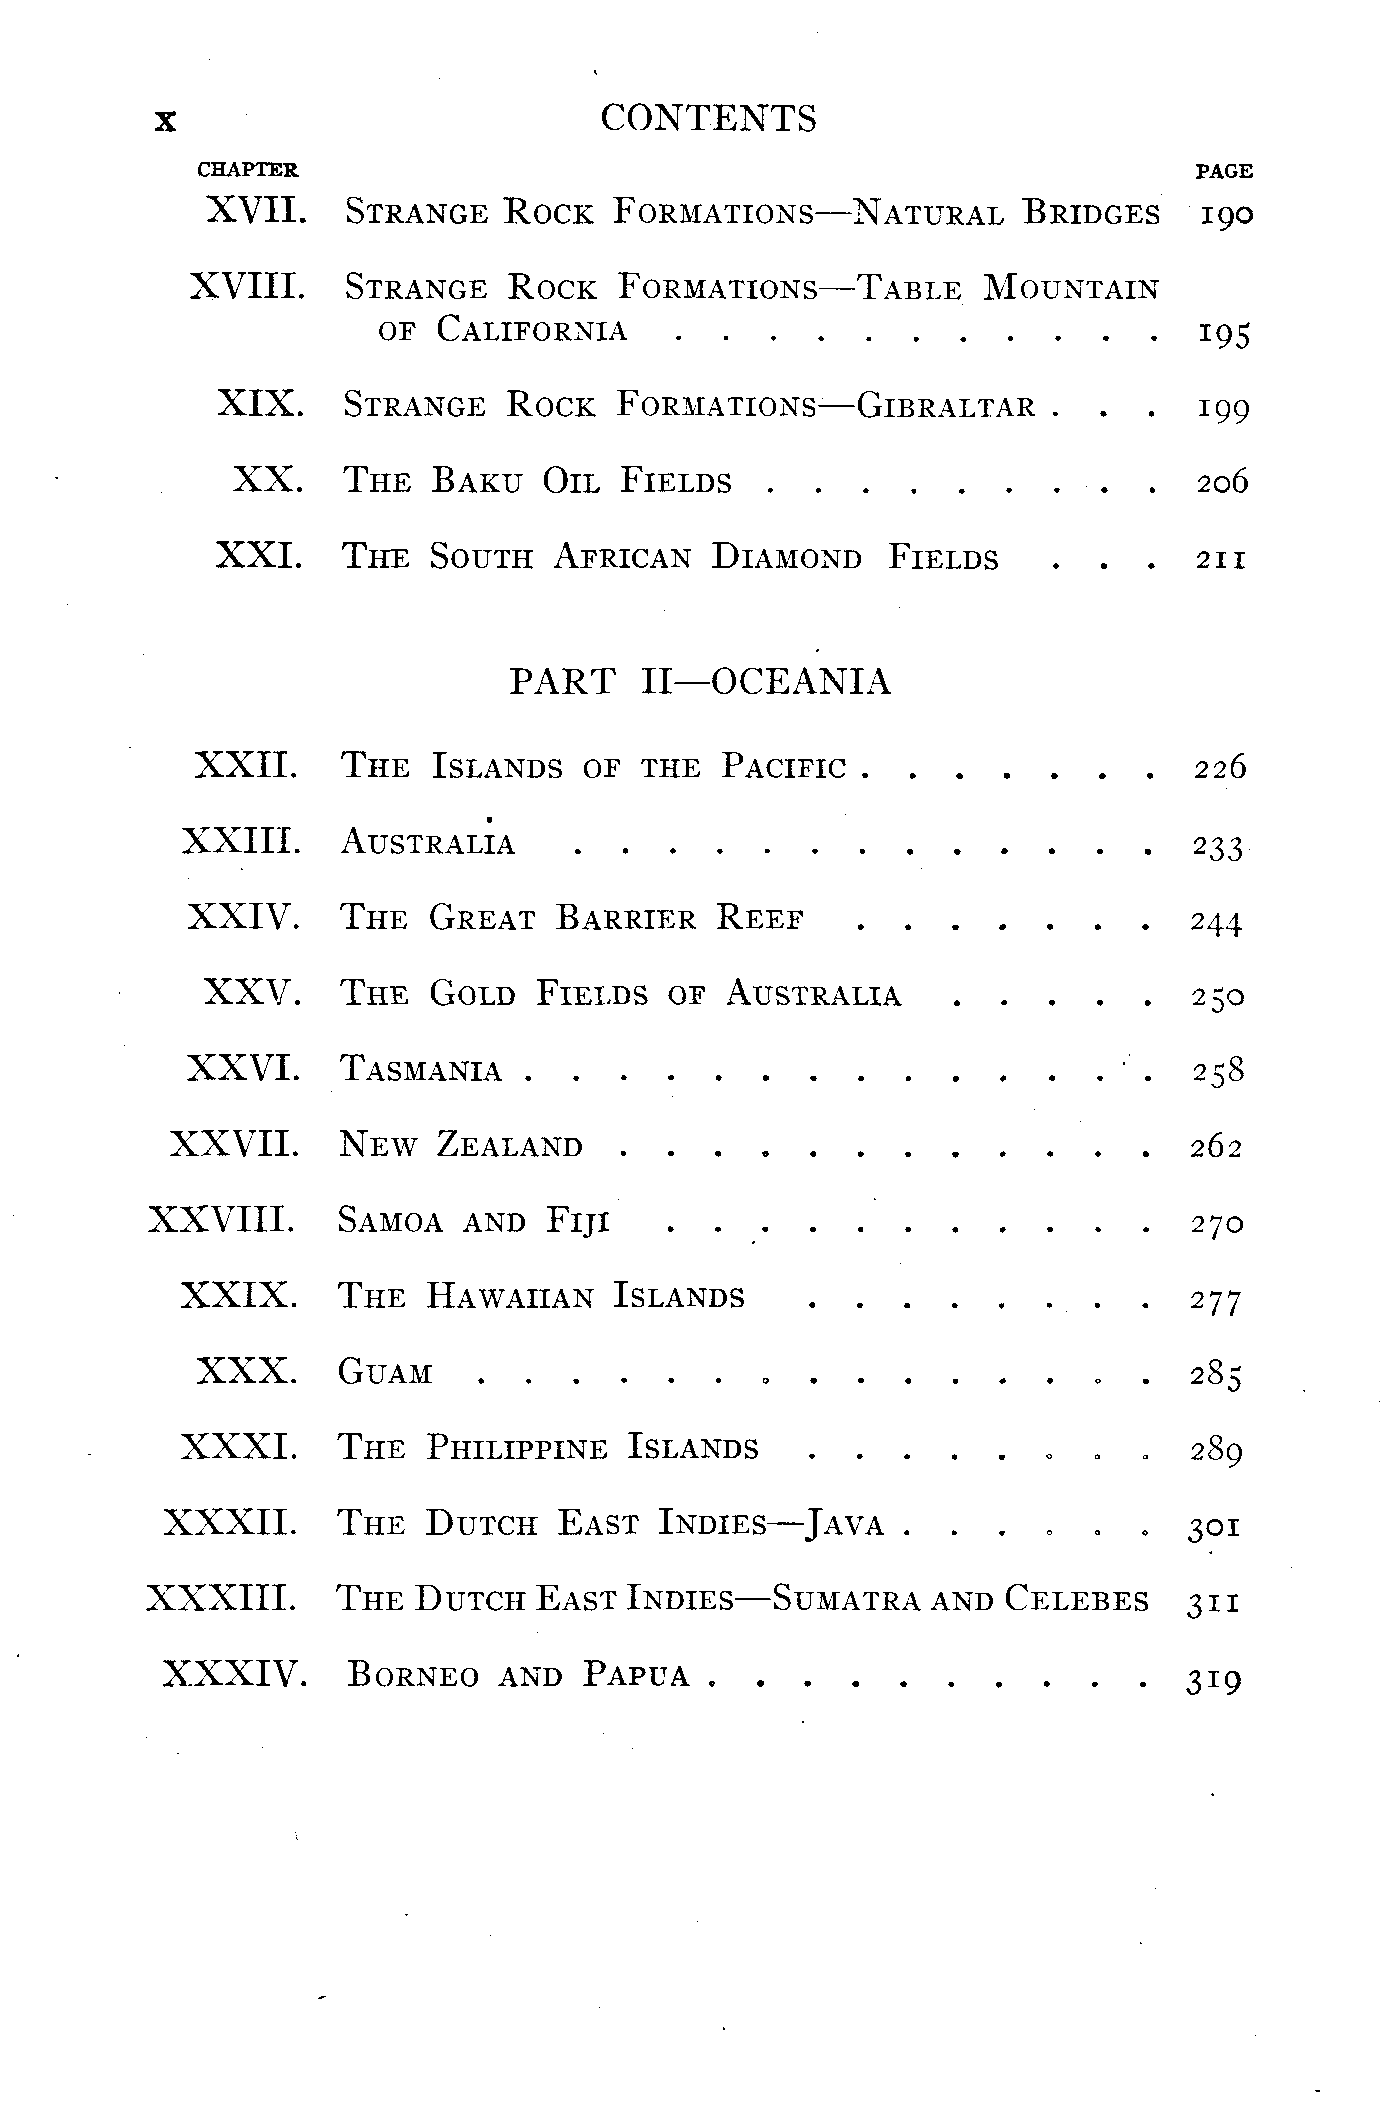 x CONTENTS
CHAPTER PAGE
XVII. STRANGE ROCK FORMATIONS—NATURAL BRIDGES 190
XVIII. STRANGE ROCK FORMATIONS—TABLE MOUNTAIN
OF CALIFORNIA . . . . . . . . . . . 195
XIX. STRANGE ROCK FORMATIONS—GIBRALTAR . . . 199
XX. THE BAKU OIL FIELDS . . . . . . . . . 206
XXI. THE SOUTH AFRICAN DIAMOND FIELDS . . . 211
PART II—OCEANIA
XXII. THE ISLANDS OF THE PACIFIC . . . . . . . 226
XXIII. AUSTRALIA . . . . . . . . . . . . . 233
XXIV. THE GREAT BARRIER REEF . . . . . . . 244
XXV. THE GOLD FIELDS OF AUSTRALIA . . . . . 250
XXVI. TASMANIA . . . . . . . . . . . . . . 258
XXVII. NEW ZEALAND . . . . . . . . . . . . 262
XXVIII. SAMOA AND FIJI . . . . . . . . . . . 270
XXIX. THE HAWAIIAN ISLANDS . . . . . . . . 277
XXX. GUAM . . . . . . . . . . . . . . . 285
XXXI. THE PHILIPPINE ISLANDS . . . . . . . . 289
XXXII. THE DUTCH EAST INDIES—JAVA . . . . . . 301
XXXIII. THE DUTCH EAST INDIES—SUMATRA AND CELEBES 311
XXXIV. BORNEO AND PAPUA . . . . . . . . . . 319